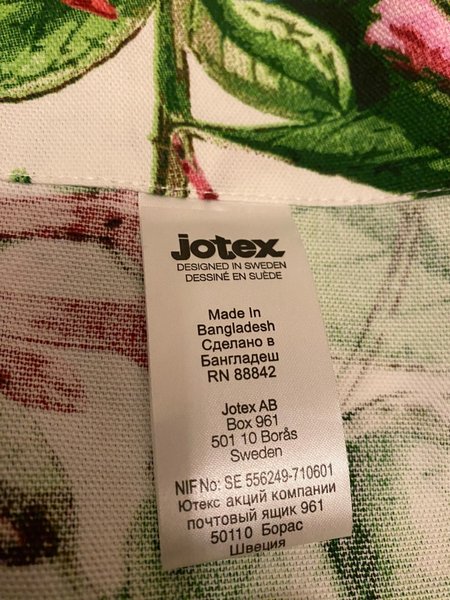 jotex
DESIGNED IN SWEDEN
DESSINÉ EN SUÈDE
Made In
Bangladesh
Сделано в
Бангладеш
RN 88842
Jotex AB
Box 961
501 10 Borås
Sweden
NIF No: SE 556249-710601
Ютекс акций компании
почтовый ящик 961
50110 Борас
Швеция